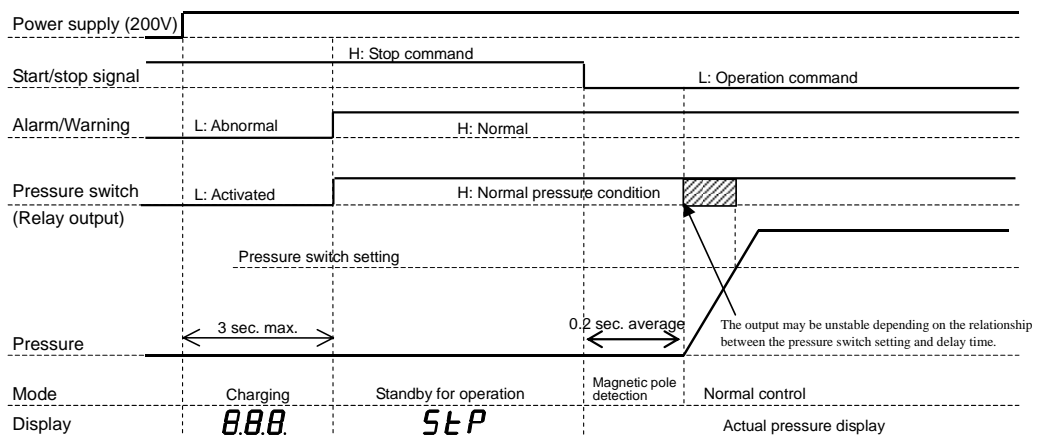 Power supply (200V)
H: Stop command
Start/stop signal
L: Operation command
Alarm/Warning
L: Abnormal
H: Normal
Pressure switch
(Relay output)
L: Activated
H: Normal pressure condition
Pressure switch setting
3 sec. max.
0.2 sec. average
The output may be unstable depending on the relationship
between the pressure switch setting and delay time.
Pressure
Mode
Charging
Standby for operation
Magnetic pole
detection
Normal control
Display
8.8.8.
StP
Actual pressure display